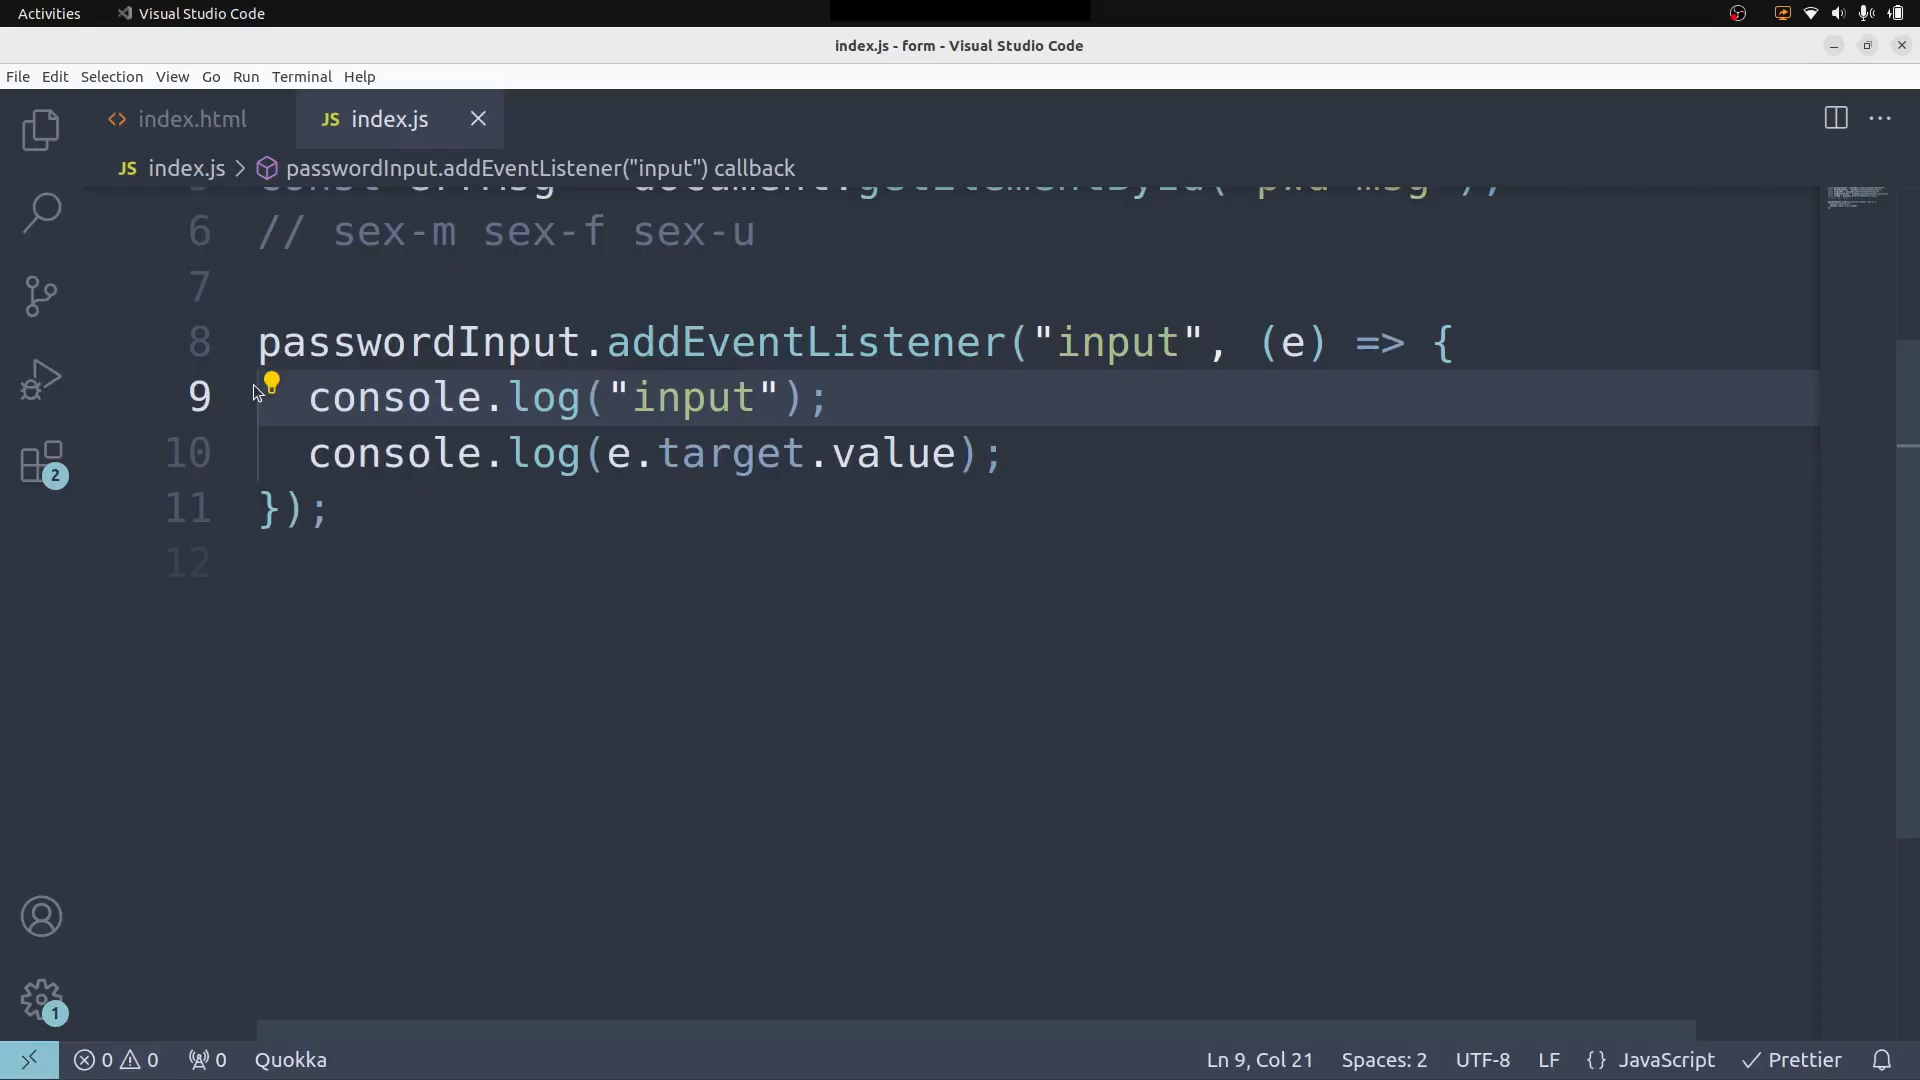 Activities Visual Studio Code
index.js - form - Visual Studio Code
File Edit Selection View Go Run Terminal Help
<> index.html JS index.js
JS index.js > passwordInput.addEventListener("input") callback
6 // sex-m sex-f sex-u
7
8 passwordInput.addEventListener("input", (e) => {
9 console.log("input");
10 console.log(e.target.value);
11 });
12
2
1
0 0 0 Quokka Ln 9, Col 21 Spaces: 2 UTF-8 LF {} JavaScript Prettier